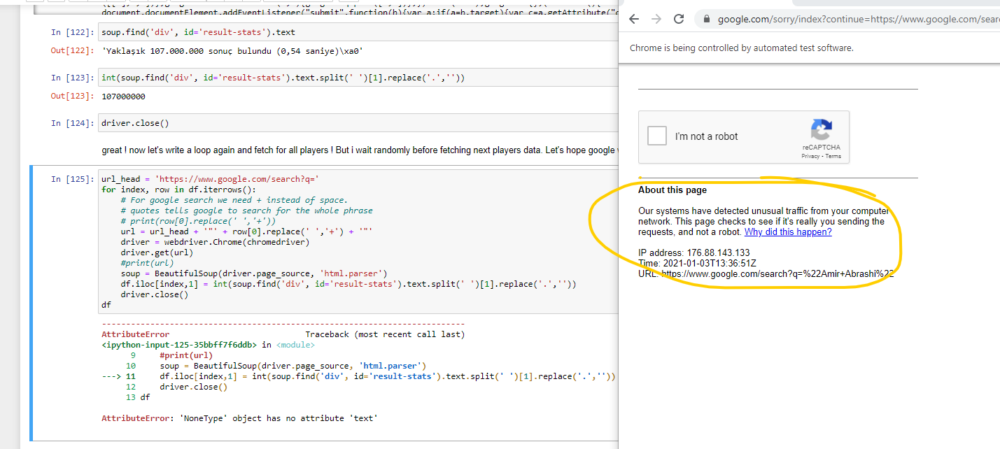 document.documentElement.addEventListener("submit",function(b){var a;if(a=b.target){var c=a.getAttribute("
In [122]: soup.find('div', id='result-stats').text
Out[122]: 'Yaklaşık 107.000.000 sonuç bulundu (0,54 saniye)\xa0'
In [123]: int(soup.find('div', id='result-stats').text.split(' ')[1].replace('.',''))
Out[123]: 107000000
In [124]: driver.close()
great ! now let's write a loop again and fetch for all players ! But i wait randomly before fetching next players data. Let's hope google
In [125]: url_head = 'https://www.google.com/search?q='
for index, row in df.iterrows():
# For google search we need + instead of space.
# quotes tells google to search for the whole phrase
# print(row[0].replace(' ','+'))
url = url_head + '"' + row[0].replace(' ','+') + '"'
driver = webdriver.Chrome(chromedriver)
driver.get(url)
#print(url)
soup = BeautifulSoup(driver.page_source, 'html.parser')
df.iloc[index,1] = int(soup.find('div', id='result-stats').text.split(' ')[1].replace('.',''))
driver.close()
df
---------------------------------------------------------------------------
AttributeError Traceback (most recent call last)
<ipython-input-125-35bbff7f6ddb> in <module>
9 #print(url)
10 soup = BeautifulSoup(driver.page_source, 'html.parser')
---> 11 df.iloc[index,1] = int(soup.find('div', id='result-stats').text.split(' ')[1].replace('.',''))
12 driver.close()
13 df
AttributeError: 'NoneType' object has no attribute 'text'
google.com/sorry/index?continue=https://www.google.com/sear
Chrome is being controlled by automated test software.
I'm not a robot
reCAPTCHA
Privacy - Terms
About this page
Our systems have detected unusual traffic from your computer
network. This page checks to see if it's really you sending the
requests, and not a robot. Why did this happen?
IP address: 176.88.143.133
Time: 2021-01-03T13:36:51Z
URL: https://www.google.com/search?q=%22Amir+Abrashi%22